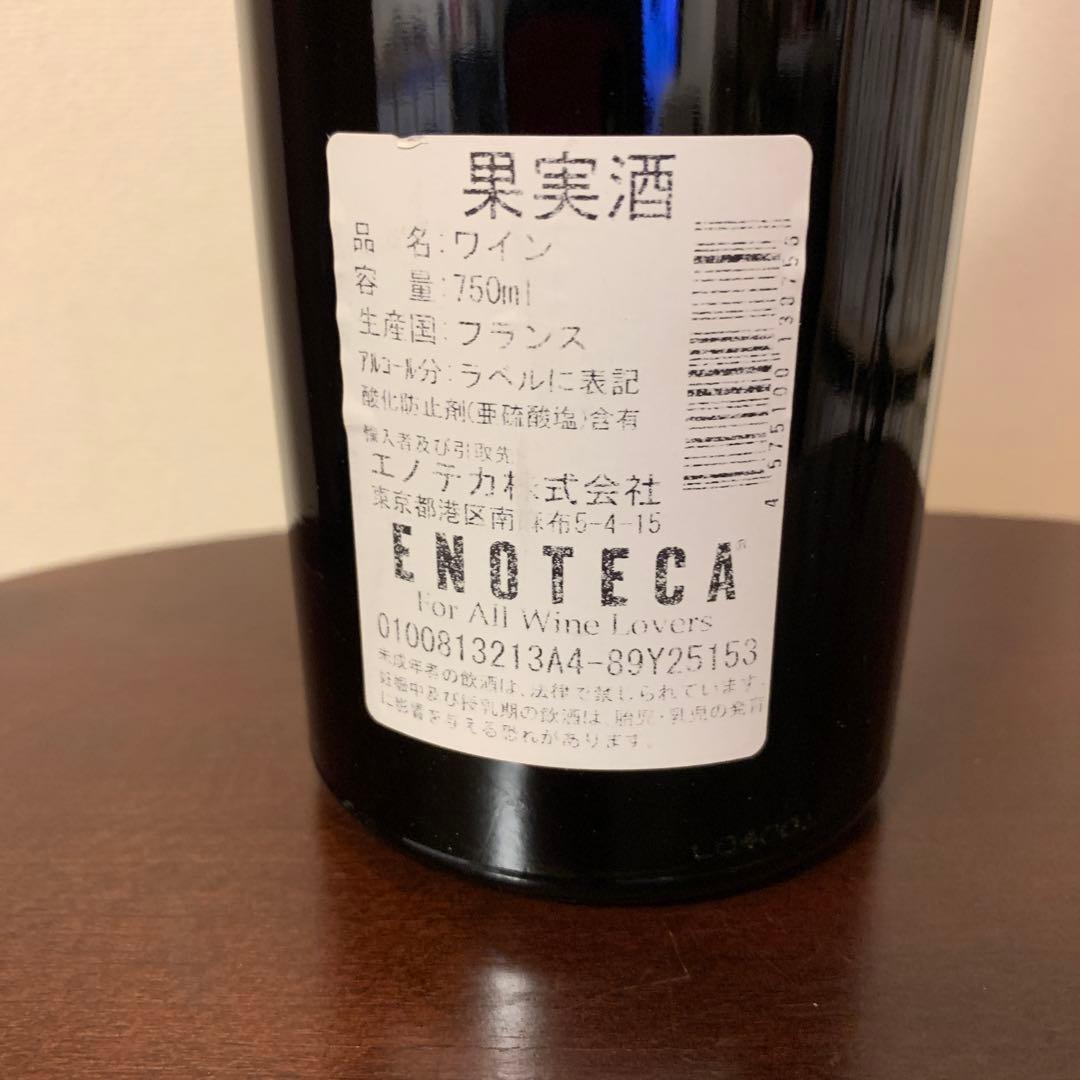 果実酒
品 名:ワイン
容 量:750ml
生産国:フランス
アルコール分:ラベルに表記
酸化防止剤(亜硫酸塩)含有
輸入者及び引取先
エノテカ株式会社
東京都港区南麻布5-4-15
ENOTECA®
For All Wine Lovers
0100813213A4-89Y25153
未成年者の飲酒は、法律で禁じられています。
妊娠中及び授乳期の飲酒は、胎児・乳児の発育
に影響を与える恐れがあります。